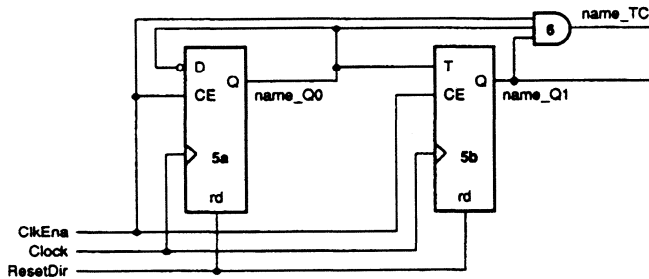 name_TC
6
D
Q
CE
name_Q0
5a
rd
T
Q
CE
name_Q1
5b
rd
ClkEna
Clock
ResetDir